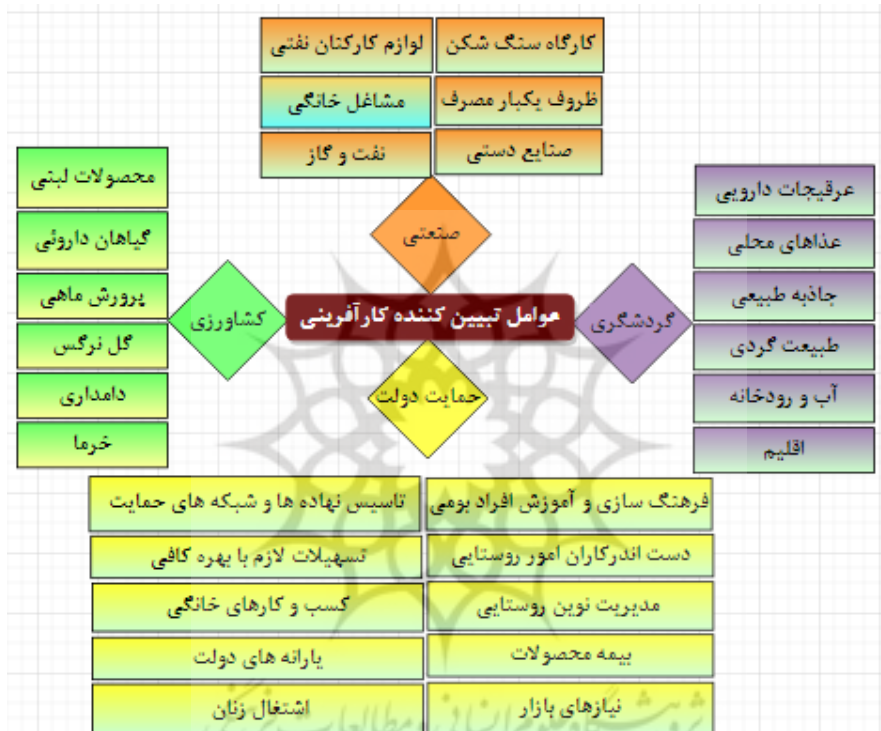 کارگاه سنگ شکن
لوازم کارکنان نفتی
ظروف یکبار مصرف
مشاغل خانگی
صنایع دستی
نفت و گاز
صنعتی
عوامل تبیین کننده کارآفرینی
گردشگری
عرقیجات دارویی
عذاهای محلی
جاذبه طبیعی
طبیعت گردی
آب و رودخانه
اقلیم
کشاورزی
محصولات لبنی
گیاهان داروئی
پرورش ماهی
گل نرگس
دامداری
خرما
حمایت دولت
فرهنگ سازی و آموزش افراد بومی
تاسیس نهاده ها و شبکه های حمایت
دست اندرکاران امور روستایی
تسهیلات لازم با بهره کافی
مدیریت نوین روستایی
کسب و کارهای خانگی
بیمه محصولات
یارانه های دولت
نیازهای بازار
اشتغال زنان